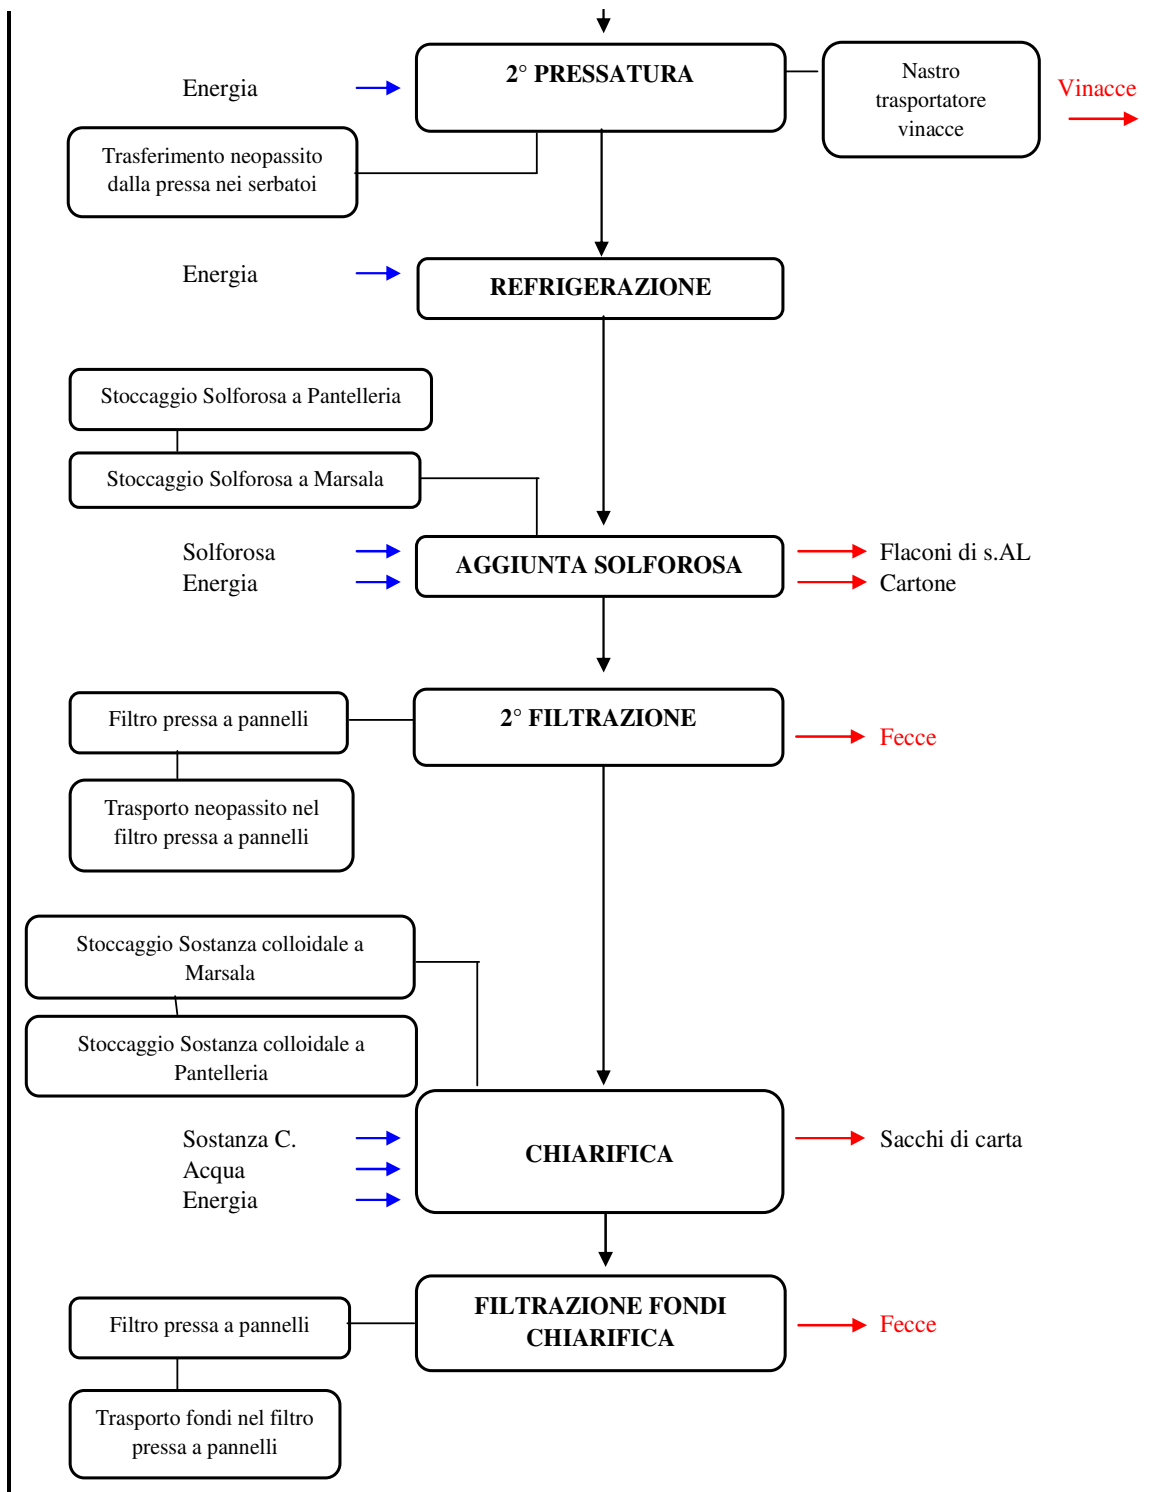 2° PRESSATURA
Nastro
trasportatore
vinacce
Energia
Vinacce
Trasferimento neopassito
dalla pressa nei serbatoi
Energia
REFRIGERAZIONE
Stoccaggio Solforosa a Pantelleria
Stoccaggio Solforosa a Marsala
Solforosa
Energia
AGGIUNTA SOLFOROSA
Flaconi di s.AL
Cartone
Filtro pressa a pannelli
2° FILTRAZIONE
Fecce
Trasporto neopassito nel
filtro pressa a pannelli
Stoccaggio Sostanza colloidale a
Marsala
Stoccaggio Sostanza colloidale a
Pantelleria
Sostanza C.
Acqua
Energia
CHIARIFICA
Sacchi di carta
FILTRAZIONE FONDI
CHIARIFICA
Filtro pressa a pannelli
Fecce
Trasporto fondi nel filtro
pressa a pannelli